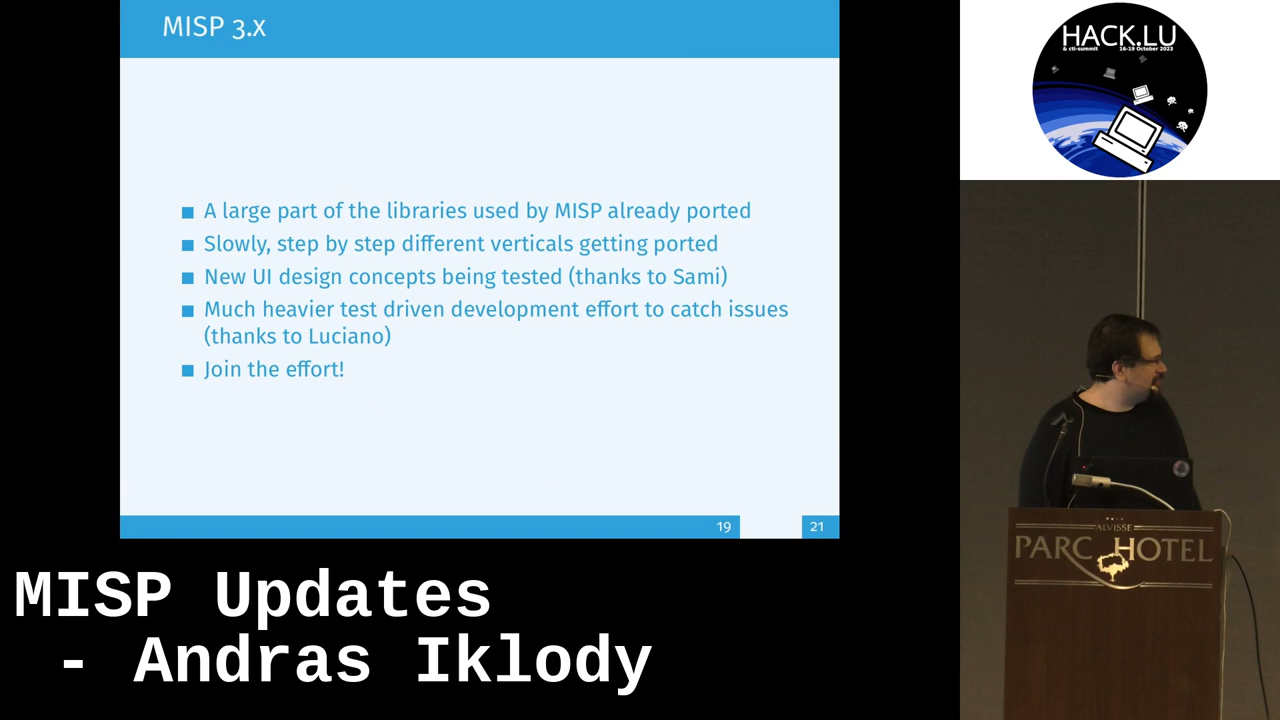 MISP 3.x
A large part of the libraries used by MISP already ported
Slowly, step by step different verticals getting ported
New UI design concepts being tested (thanks to Sami)
Much heavier test driven development effort to catch issues
(thanks to Luciano)
Join the effort!
19
21
MISP Updates
- Andras Iklody
HACK.LU
& cti-summit 16-19 October 2023
ALVISSE
PARC HOTEL